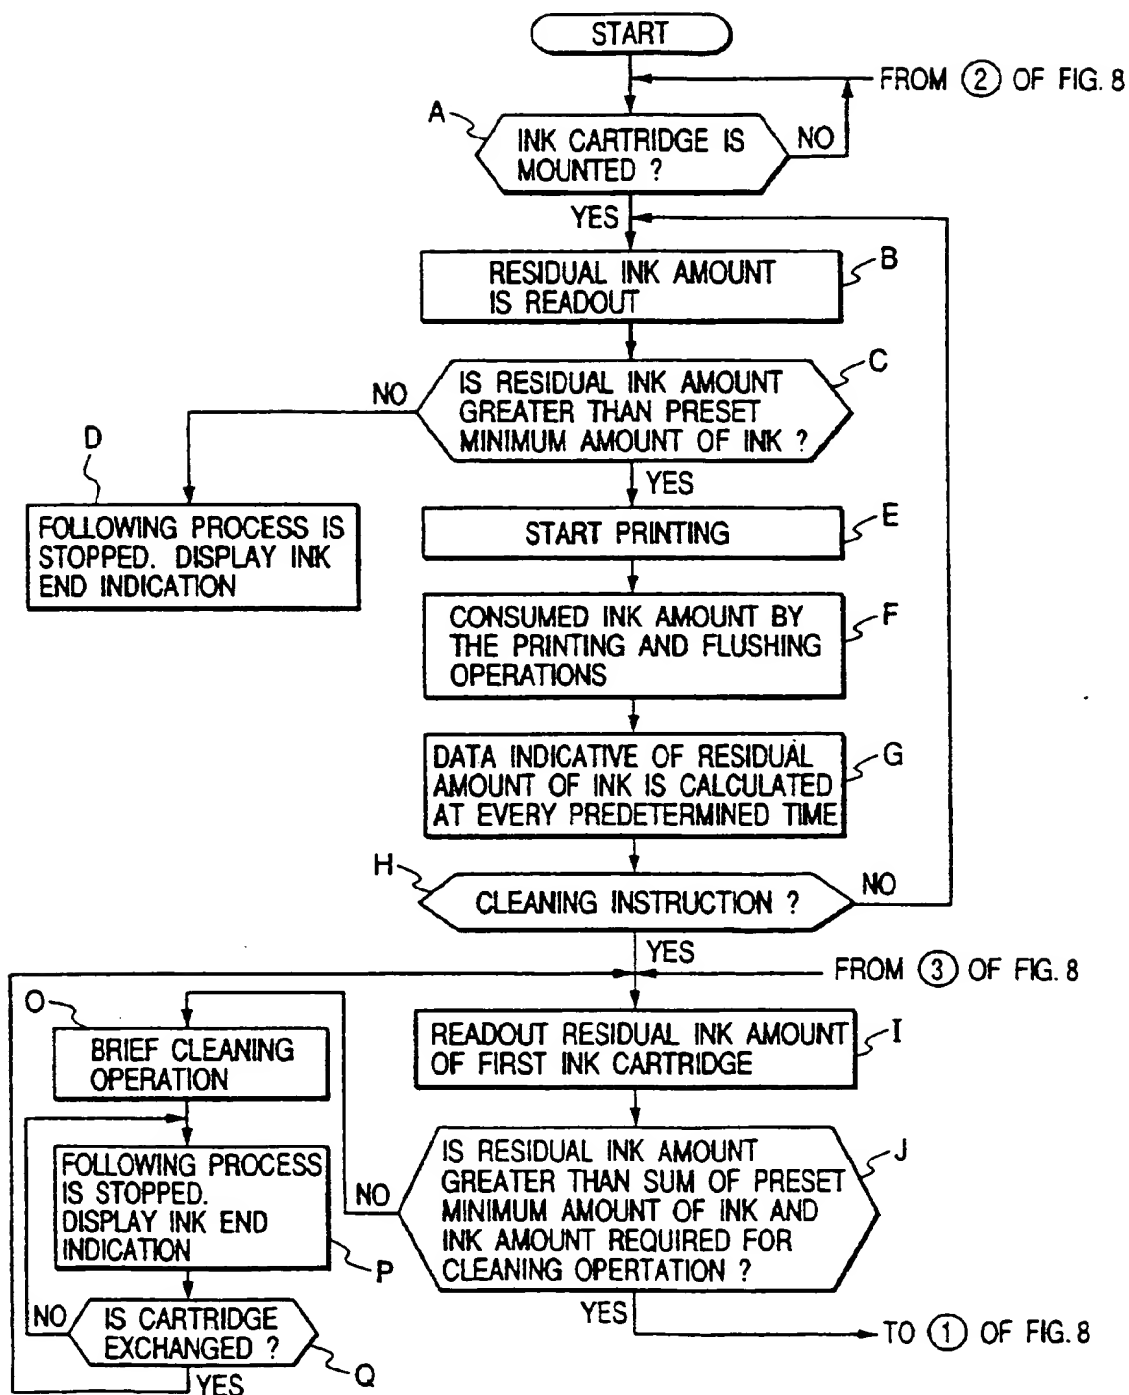 START
FROM 2 OF FIG. 8
A
INK CARTRIDGE IS
MOUNTED ?
NO
YES
RESIDUAL INK AMOUNT
IS READOUT
B
IS RESIDUAL INK AMOUNT
GREATER THAN PRESET
MINIMUM AMOUNT OF INK ?
C
NO
YES
D
FOLLOWING PROCESS IS
STOPPED. DISPLAY INK
END INDICATION
START PRINTING
E
CONSUMED INK AMOUNT BY
THE PRINTING AND FLUSHING
OPERATIONS
F
DATA INDICATIVE OF RESIDUAL
AMOUNT OF INK IS CALCULATED
AT EVERY PREDETERMINED TIME
G
H
CLEANING INSTRUCTION ?
NO
YES
FROM 3 OF FIG. 8
O
BRIEF CLEANING
OPERATION
READOUT RESIDUAL INK AMOUNT
OF FIRST INK CARTRIDGE
I
FOLLOWING PROCESS
IS STOPPED.
DISPLAY INK END
INDICATION
P
NO
IS RESIDUAL INK AMOUNT
GREATER THAN SUM OF PRESET
MINIMUM AMOUNT OF INK AND
INK AMOUNT REQUIRED FOR
CLEANING OPERTATION ?
J
NO
IS CARTRIDGE
EXCHANGED ?
Q
YES
YES
TO 1 OF FIG. 8